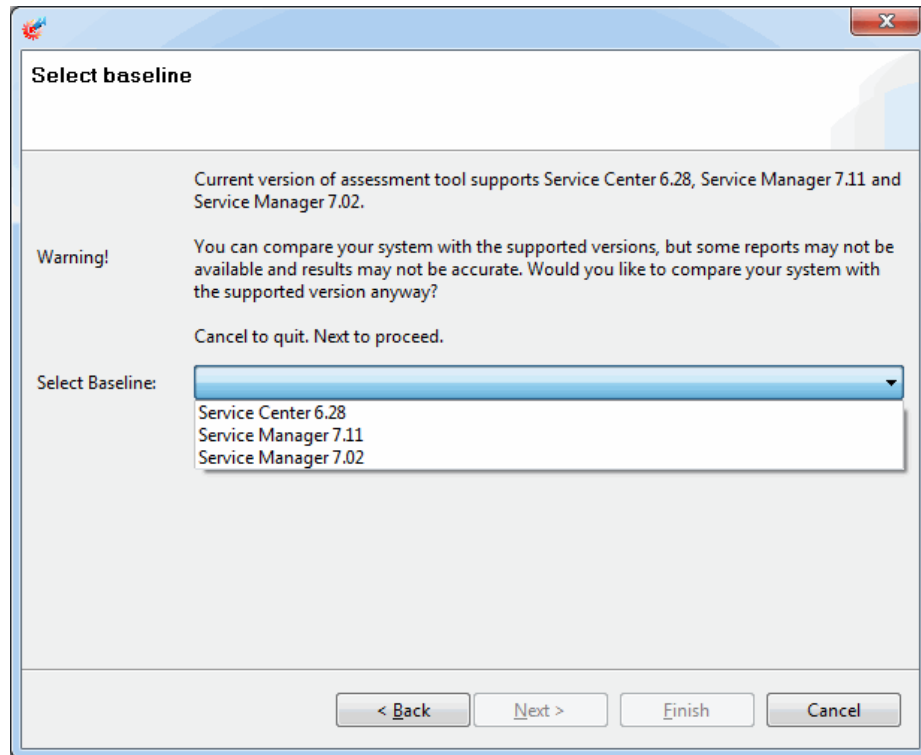 Select baseline
Current version of assessment tool supports Service Center 6.28, Service Manager 7.11 and
Service Manager 7.02.
Warning!
You can compare your system with the supported versions, but some reports may not be
available and results may not be accurate. Would you like to compare your system with
the supported version anyway?
Cancel to quit. Next to proceed.
Select Baseline:
Service Center 6.28
Service Manager 7.11
Service Manager 7.02
< Back
Next >
Finish
Cancel